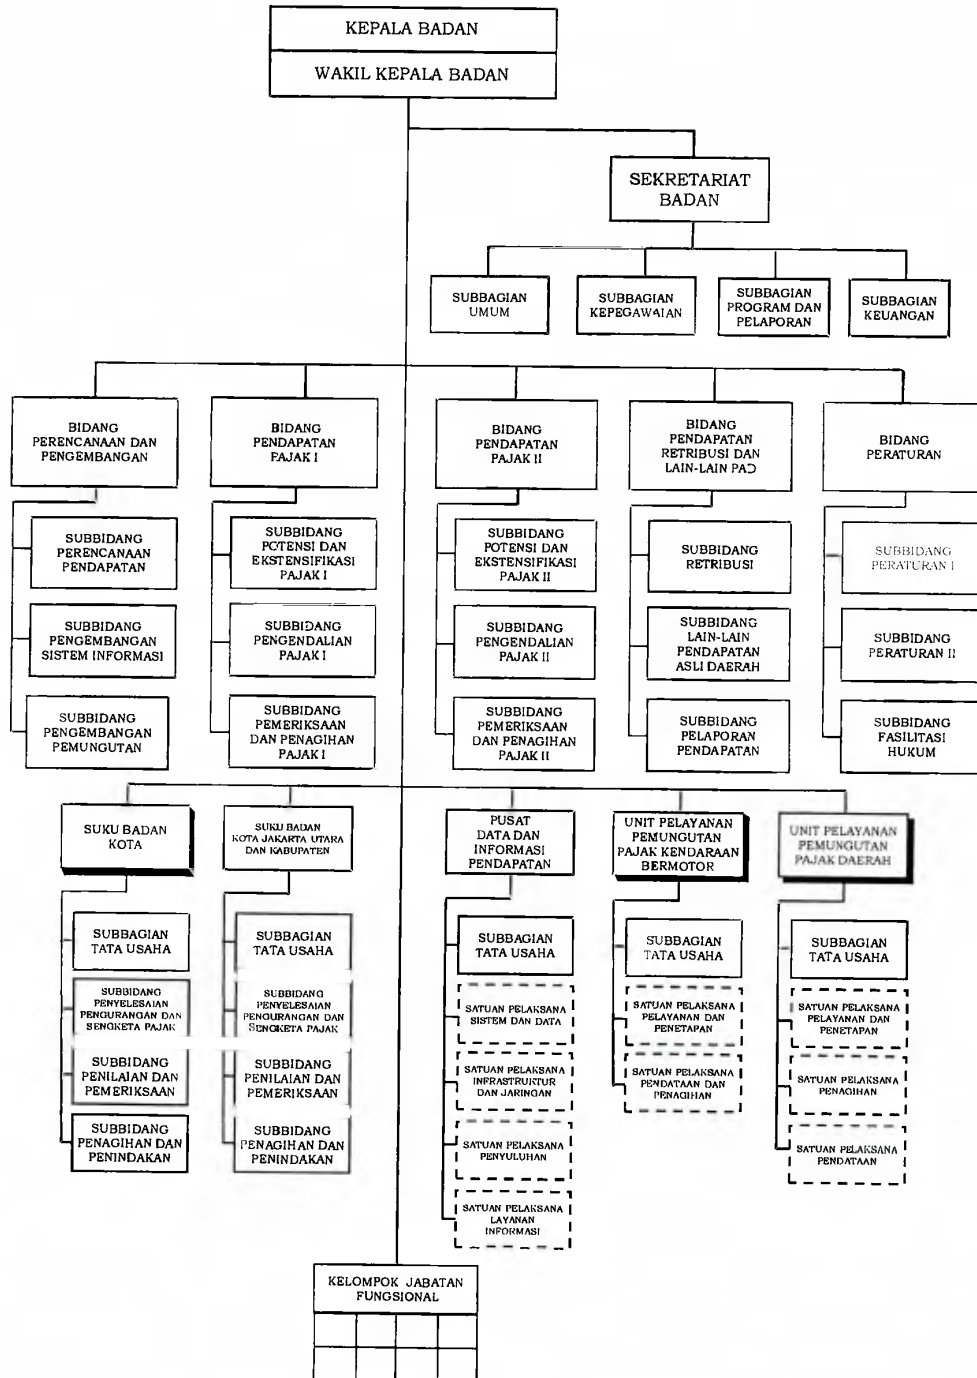 KEPALA BADAN
WAKIL KEPALA BADAN
SEKRETARIAT
BADAN
SUBBAGIAN
UMUM
SUBBAGIAN
KEPEGAWAIAN
SUBBAGIAN
PROGRAM DAN
PELAPORAN
SUBBAGIAN
KEUANGAN
BIDANG
PERENCANAAN DAN
PENGEMBANGAN
BIDANG
PENDAPATAN
PAJAK I
BIDANG
PENDAPATAN
PAJAK II
BIDANG
PENDAPATAN
RETRIBUSI DAN
LAIN-LAIN PAD
BIDANG
PERATURAN
SUBBIDANG
PERENCANAAN
PENDAPATAN
SUBBIDANG
POTENSI DAN
EKSTENSIFIKASI
PAJAK I
SUBBIDANG
POTENSI DAN
EKSTENSIFIKASI
PAJAK II
SUBBIDANG
RETRIBUSI
SUBBIDANG
PERATURAN I
SUBBIDANG
PENGEMBANGAN
SISTEM INFORMASI
SUBBIDANG
PENGENDALIAN
PAJAK I
SUBBIDANG
PENGENDALIAN
PAJAK II
SUBBIDANG
LAIN-LAIN
PENDAPATAN
ASLI DAERAH
SUBBIDANG
PERATURAN II
SUBBIDANG
PENGEMBANGAN
PEMUNGUTAN
SUBBIDANG
PEMERIKSAAN
DAN PENAGIHAN
PAJAK I
SUBBIDANG
PEMERIKSAAN
DAN PENAGIHAN
PAJAK II
SUBBIDANG
PELAPORAN
PENDAPATAN
SUBBIDANG
FASILITASI
HUKUM
SUKU BADAN
KOTA
SUKU BADAN
KOTA JAKARTA UTARA
DAN KABUPATEN
PUSAT
DATA DAN
INFORMASI
PENDAPATAN
UNIT PELAYANAN
PEMUNGUTAN
PAJAK KENDARAAN
BERMOTOR
UNIT PELAYANAN
PEMUNGUTAN
PAJAK DAERAH
SUBBAGIAN
TATA USAHA
SUBBAGIAN
TATA USAHA
SUBBAGIAN
TATA USAHA
SUBBAGIAN
TATA USAHA
SUBBAGIAN
TATA USAHA
SUBBIDANG
PENYELESAIAN
PENGURANGAN DAN
SENGKETA PAJAK
SUBBIDANG
PENYELESAIAN
PENGURANGAN DAN
SENGKETA PAJAK
SATUAN PELAKSANA
SISTEM DAN DATA
SATUAN PELAKSANA
PELAYANAN DAN
PENETAPAN
SATUAN PELAKSANA
PELAYANAN DAN
PENETAPAN
SUBBIDANG
PENILAIAN DAN
PEMERIKSAAN
SUBBIDANG
PENILAIAN DAN
PEMERIKSAAN
SATUAN PELAKSANA
INFRASTRUKTUR
DAN JARINGAN
SATUAN PELAKSANA
PENDATAAN DAN
PENAGIHAN
SATUAN PELAKSANA
PENAGIHAN
SUBBIDANG
PENAGIHAN DAN
PENINDAKAN
SUBBIDANG
PENAGIHAN DAN
PENINDAKAN
SATUAN PELAKSANA
PENYULUHAN
SATUAN PELAKSANA
PENDATAAN
SATUAN PELAKSANA
LAYANAN
INFORMASI
KELOMPOK JABATAN
FUNGSIONAL